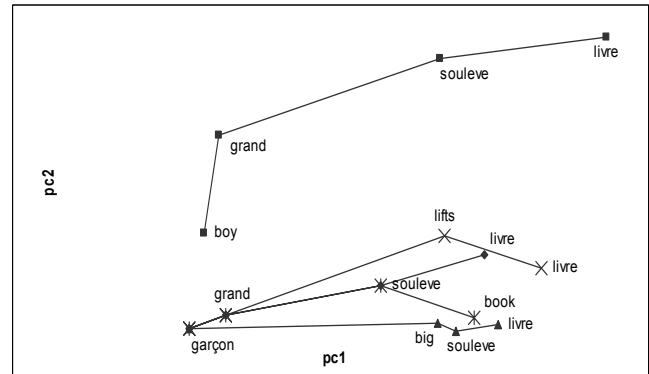 livre
souleve
grand
pc2
boy
lifts
livre
livre
souleve
grand
book
livre
big
souleve
garçon
pc1